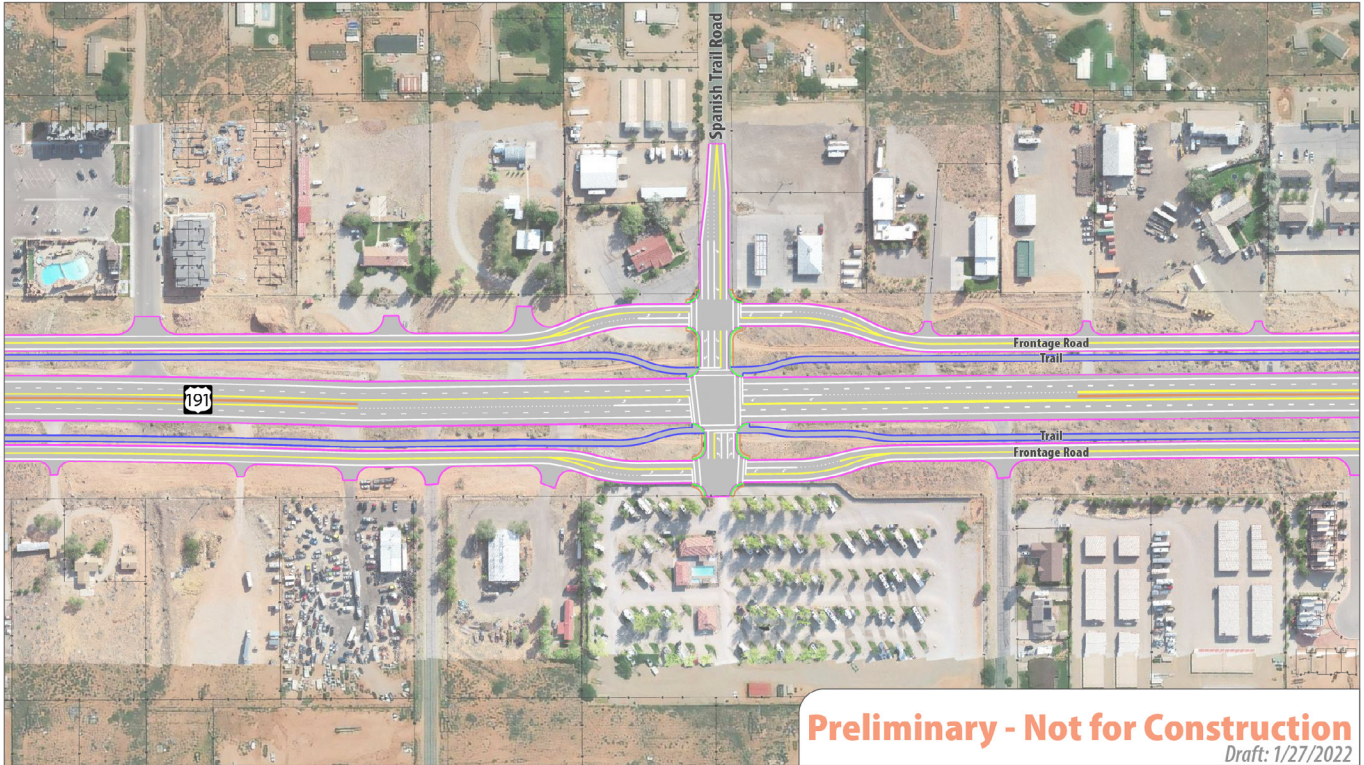 Spanish Trail Road
Frontage Road
Trail
191
Trail
Frontage Road
Preliminary - Not for Construction
Draft: 1/27/2022